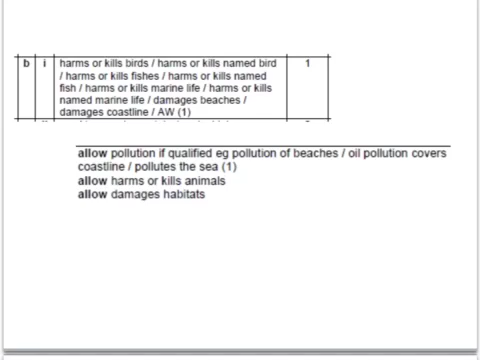 b i harms or kills birds / harms or kills named bird 1
/ harms or kills fishes / harms or kills named
fish / harms or kills marine life / harms or kills
named marine life / damages beaches /
damages coastline / AW (1)
allow pollution if qualified eg pollution of beaches / oil pollution covers
coastline / pollutes the sea (1)
allow harms or kills animals
allow damages habitats